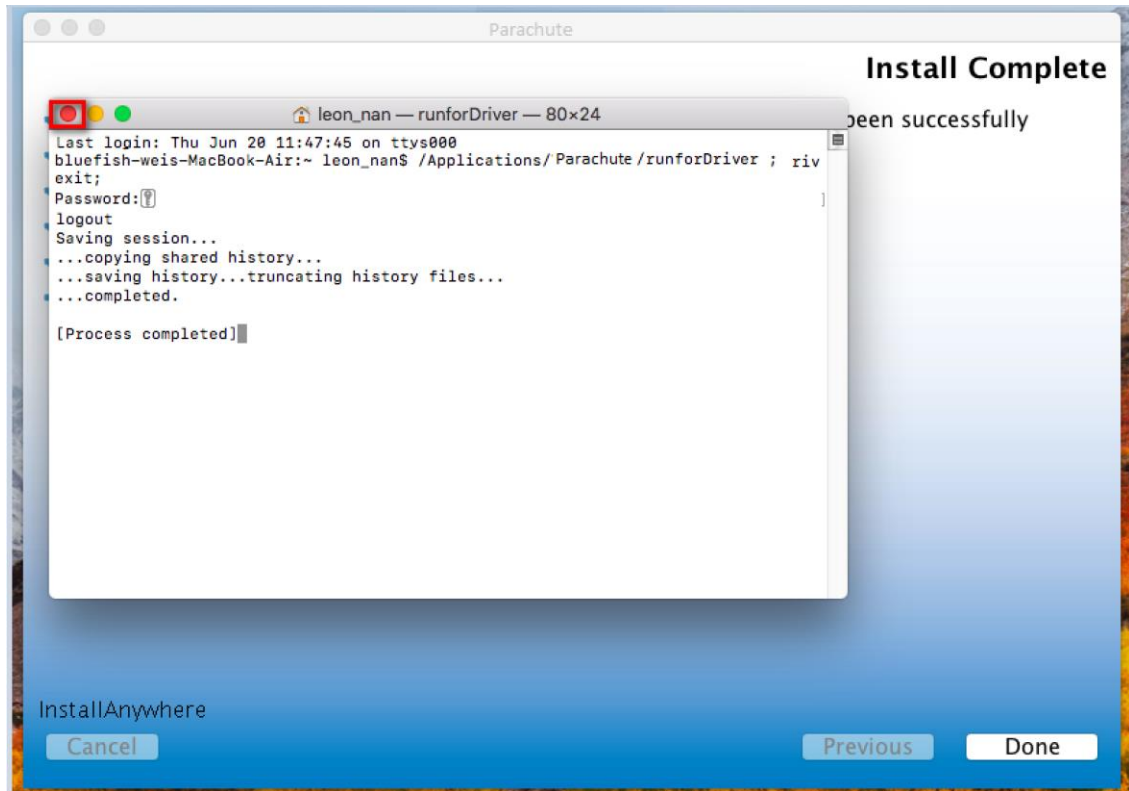 Parachute
Install Complete
leon_nan — runforDriver — 80×24
been successfully
Last login: Thu Jun 20 11:47:45 on ttys000
bluefish-weis-MacBook-Air:~ leon_nan$ /Applications/ Parachute /runforDriver ; riv
exit;
Password:
]
logout
Saving session...
...copying shared history...
...saving history...truncating history files...
...completed.
[Process completed]
InstallAnywhere
Cancel
Previous
Done